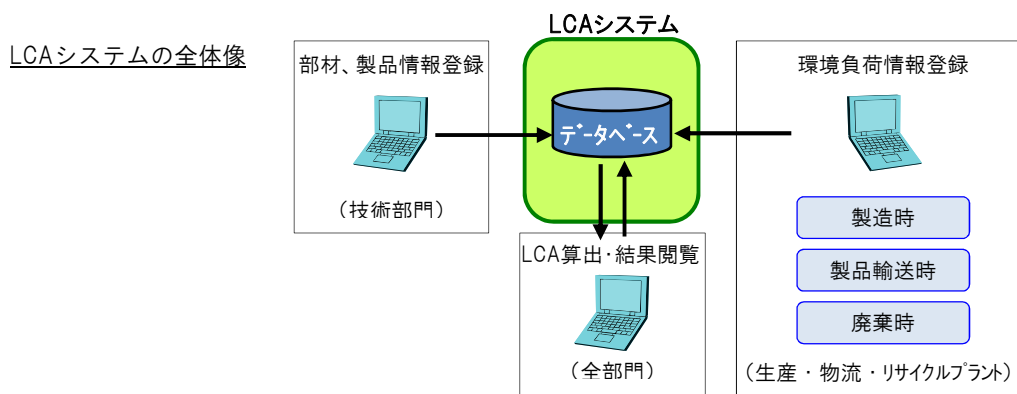 LCAシステムの全体像
LCAシステム
部材、製品情報登録
(技術部門)
データベース
LCA算出・結果閲覧
(全部門)
環境負荷情報登録
製造時
製品輸送時
廃棄時
(生産・物流・リサイクルプラント)